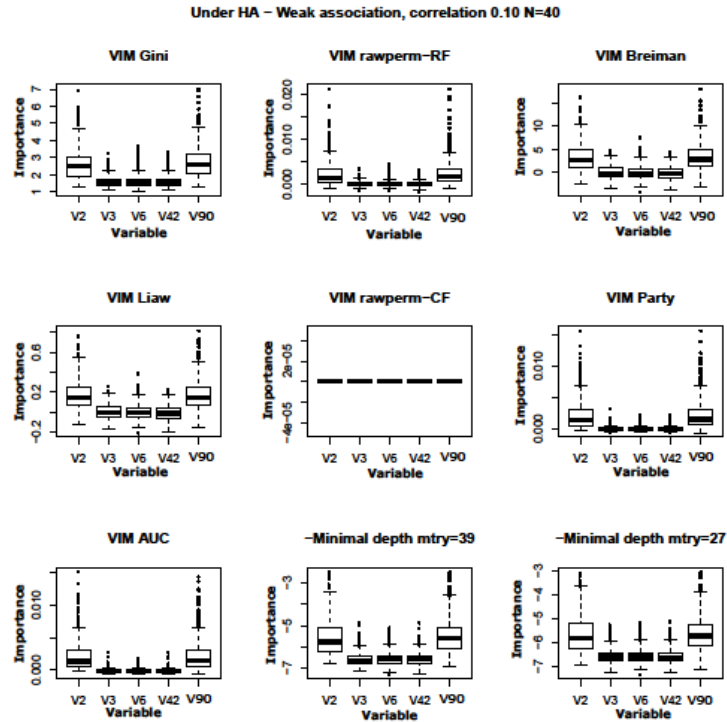 Under HA − Weak association, correlation 0.10 N=40
VIM Gini
Importance
7
6
5
4
3
2
1
V2 V3 V6 V42 V90
Variable
VIM rawperm−RF
Importance
0.020
0.010
0.000
V2 V3 V6 V42 V90
Variable
VIM Breiman
Importance
10
5
0
V2 V3 V6 V42 V90
Variable
VIM Liaw
Importance
0.6
0.2
−0.2
V2 V3 V6 V42 V90
Variable
VIM rawperm−CF
Importance
2e−05
−4e−05
V2 V3 V6 V42 V90
Variable
VIM Party
Importance
0.010
0.000
V2 V3 V6 V42 V90
Variable
VIM AUC
Importance
0.010
0.000
V2 V3 V6 V42 V90
Variable
−Minimal depth mtry=39
Importance
−3
−5
−7
V2 V3 V6 V42 V90
Variable
−Minimal depth mtry=27
Importance
−3
−4
−5
−6
−7
V2 V3 V6 V42 V90
Variable